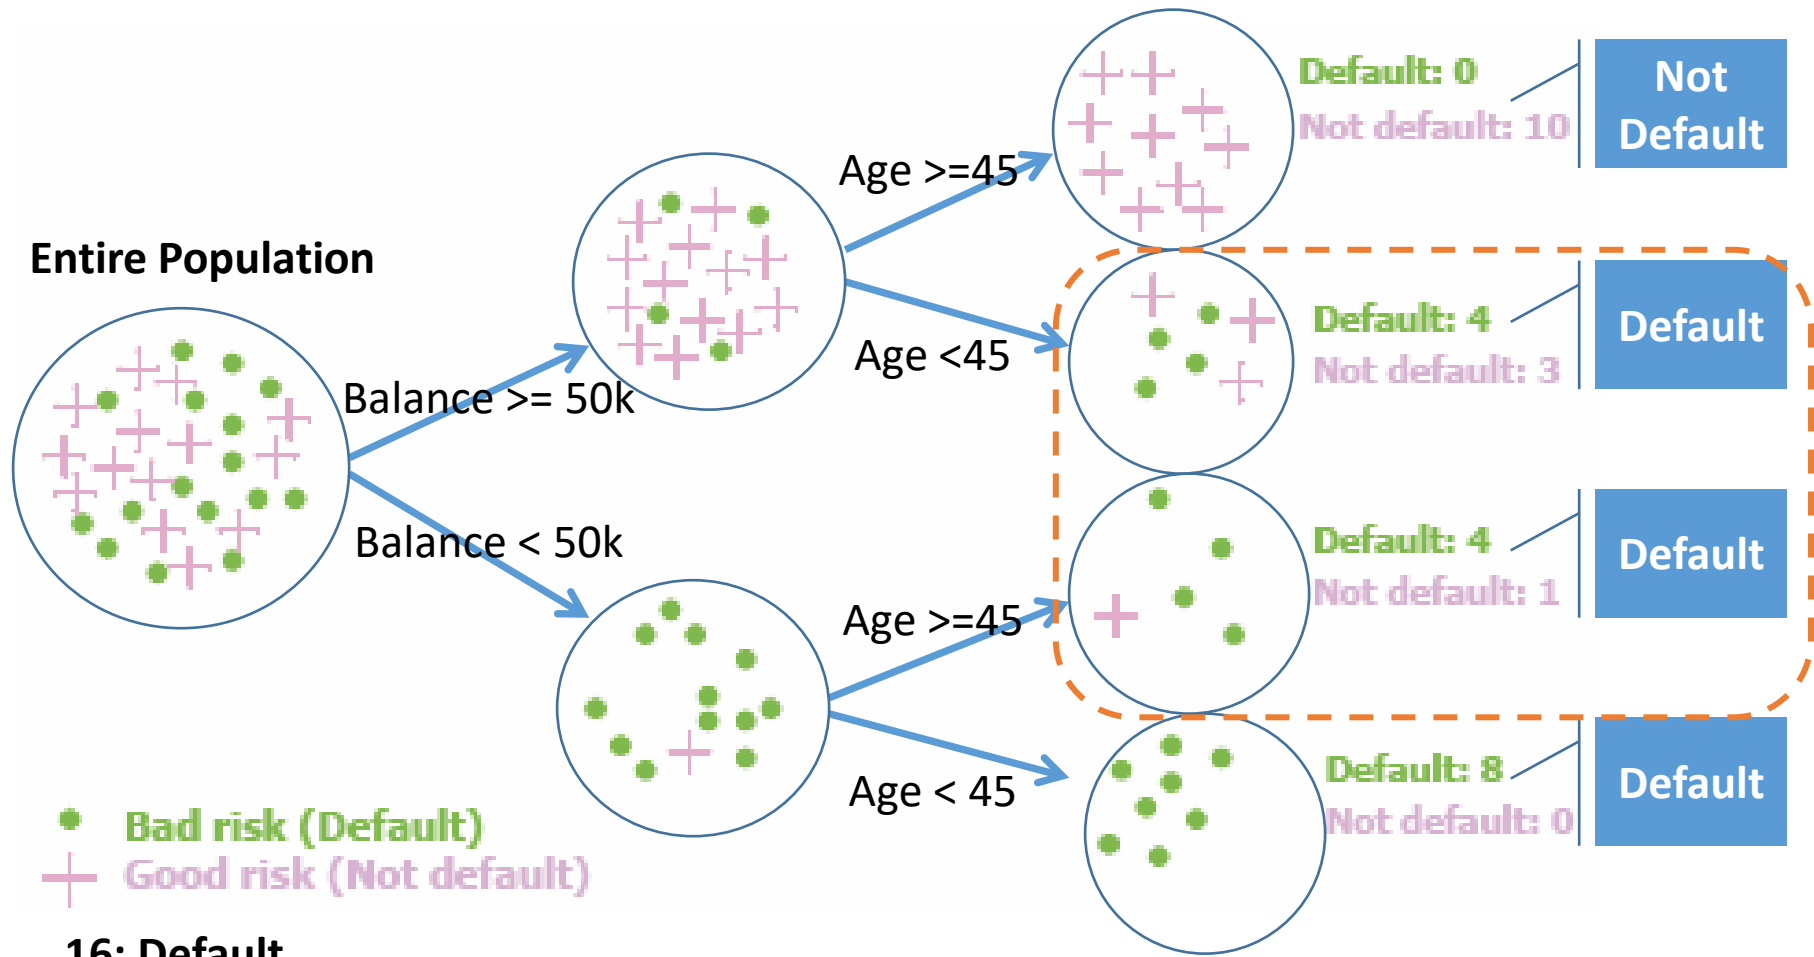 Entire Population
Balance >= 50k
Balance < 50k
Age >=45
Age <45
Age >=45
Age < 45
Default: 0
Not default: 10
Not
Default
Default: 4
Not default: 3
Default
Default: 4
Not default: 1
Default
Default: 8
Not default: 0
Default
Bad risk (Default)
Good risk (Not default)
16: Default